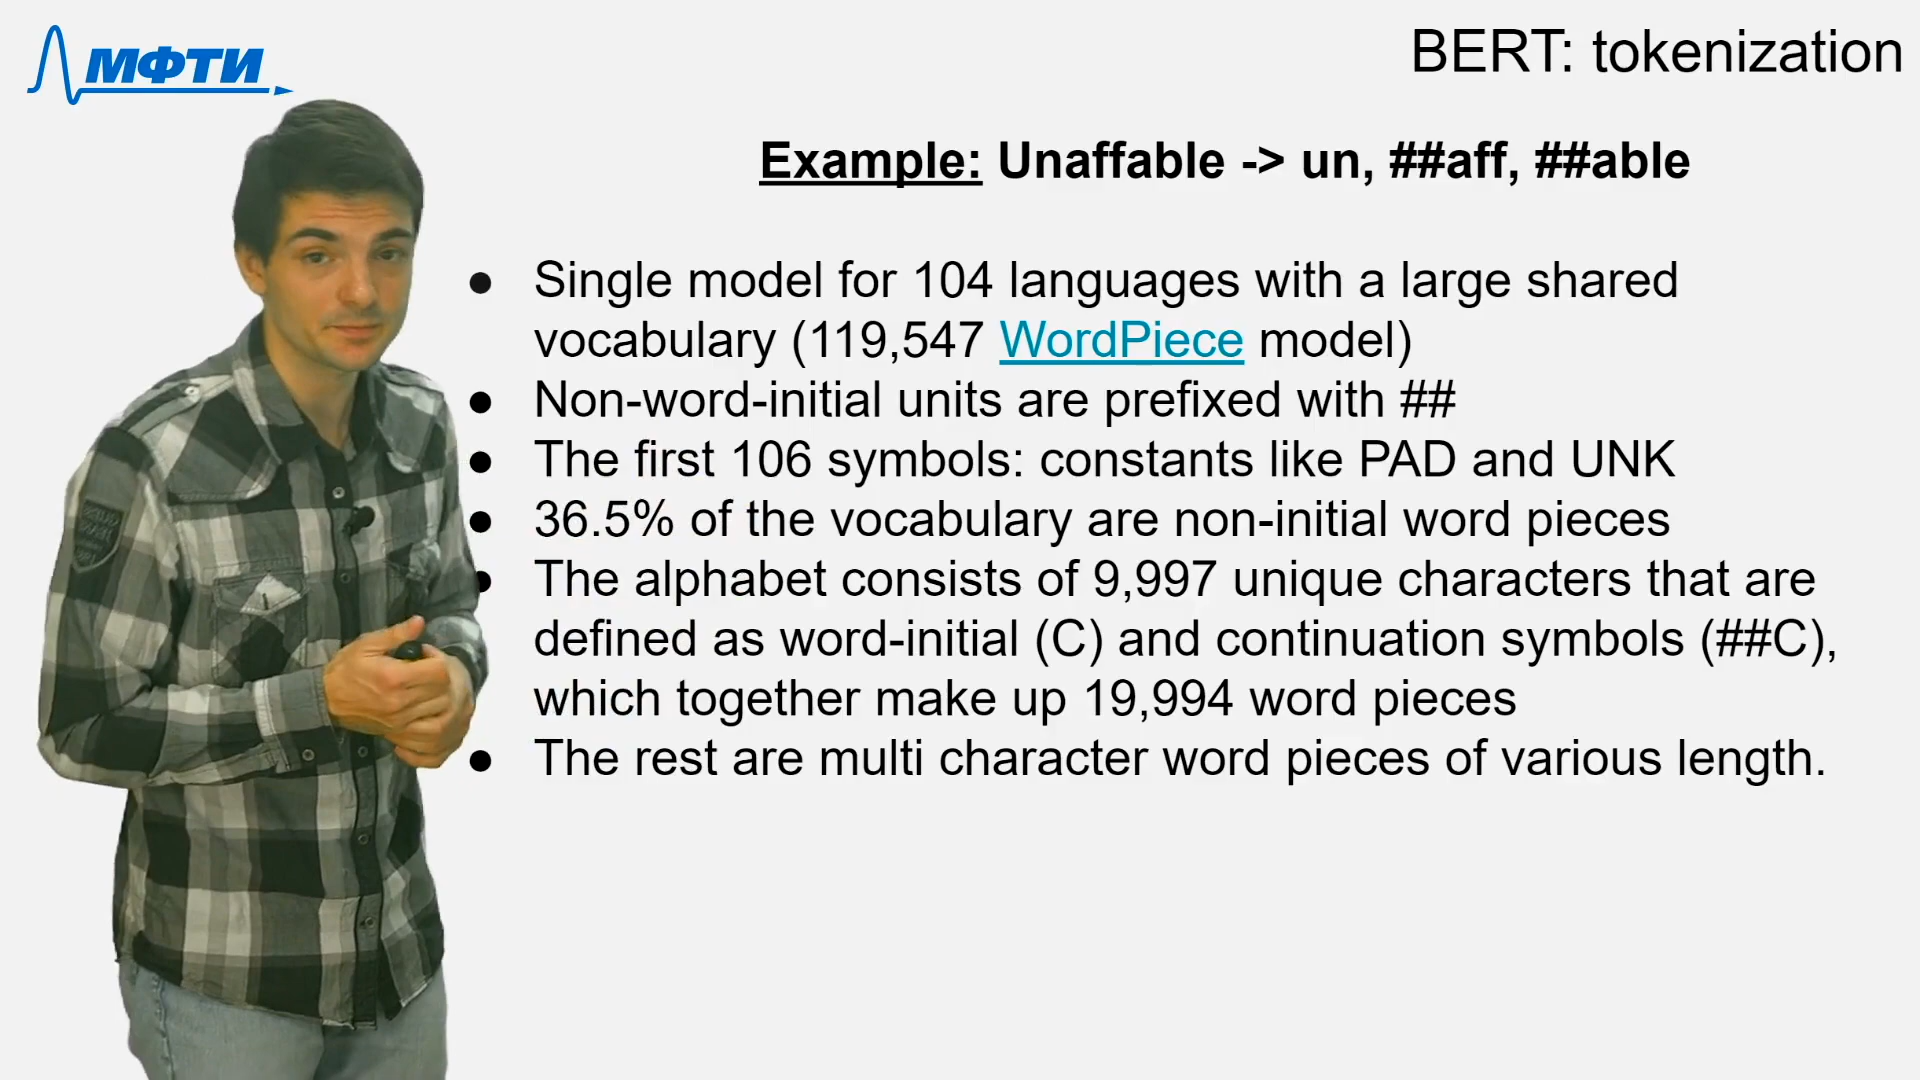 МФТИ
BERT: tokenization
Example: Unaffable -> un, ##aff, ##able
● Single model for 104 languages with a large shared
vocabulary (119,547 WordPiece model)
● Non-word-initial units are prefixed with ##
● The first 106 symbols: constants like PAD and UNK
● 36.5% of the vocabulary are non-initial word pieces
● The alphabet consists of 9,997 unique characters that are
defined as word-initial (C) and continuation symbols (##C),
which together make up 19,994 word pieces
● The rest are multi character word pieces of various length.